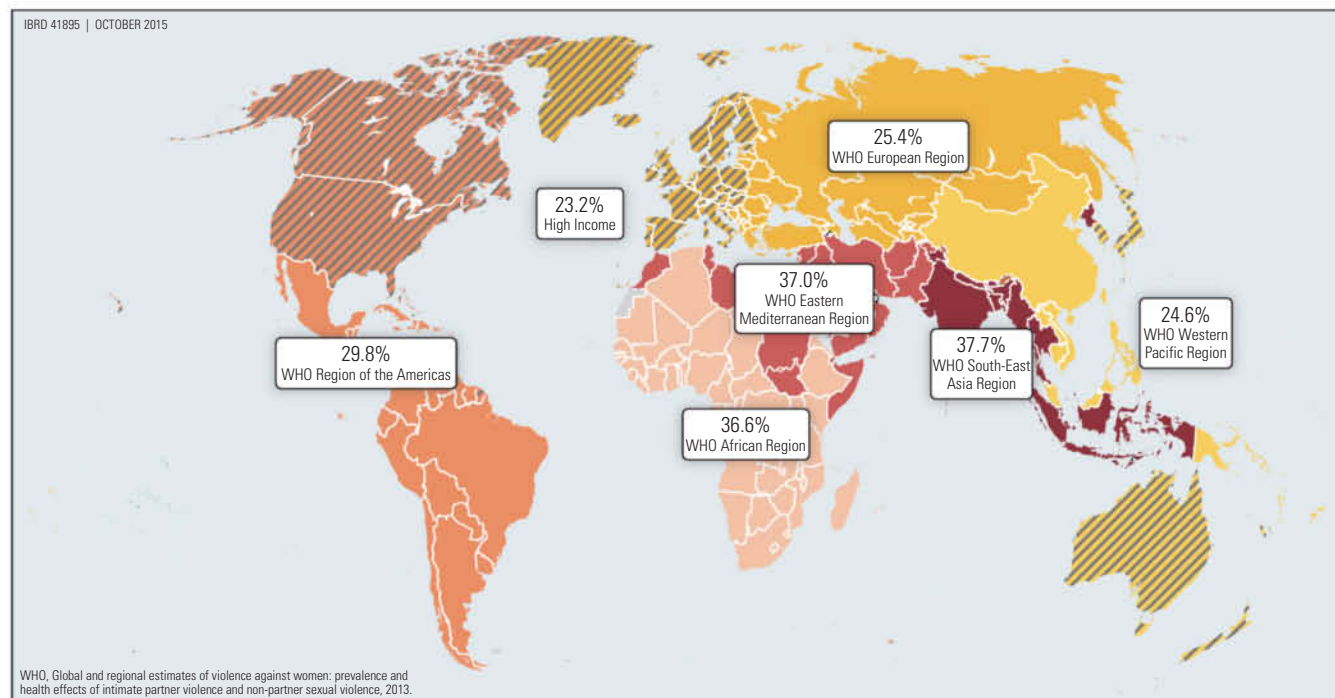 IBRD 41895 | OCTOBER 2015
25.4%
WHO European Region
23.2%
High Income
37.0%
WHO Eastern
Mediterranean Region
24.6%
WHO Western
Pacific Region
37.7%
WHO South-East
Asia Region
29.8%
WHO Region of the Americas
36.6%
WHO African Region
WHO, Global and regional estimates of violence against women: prevalence and
health effects of intimate partner violence and non-partner sexual violence, 2013.